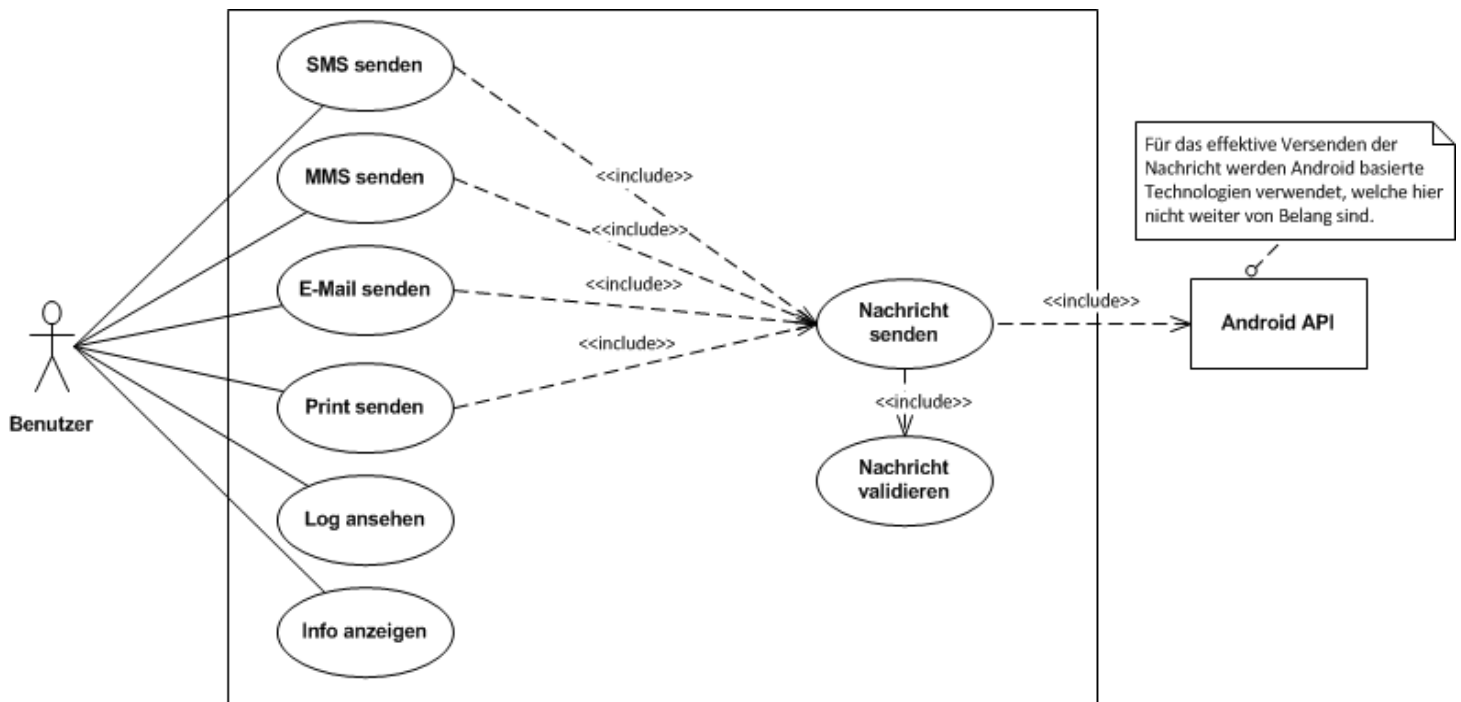 SMS senden
MMS senden
<<include>>
Für das effektive Versenden der
Nachricht werden Android basierte
Technologien verwendet, welche hier
nicht weiter von Belang sind.
<<include>>
E-Mail senden
<<include>>
Nachricht
senden
<<include>>
Android API
<<include>>
Benutzer
Print senden
<<include>>
Nachricht
validieren
Log ansehen
Info anzeigen